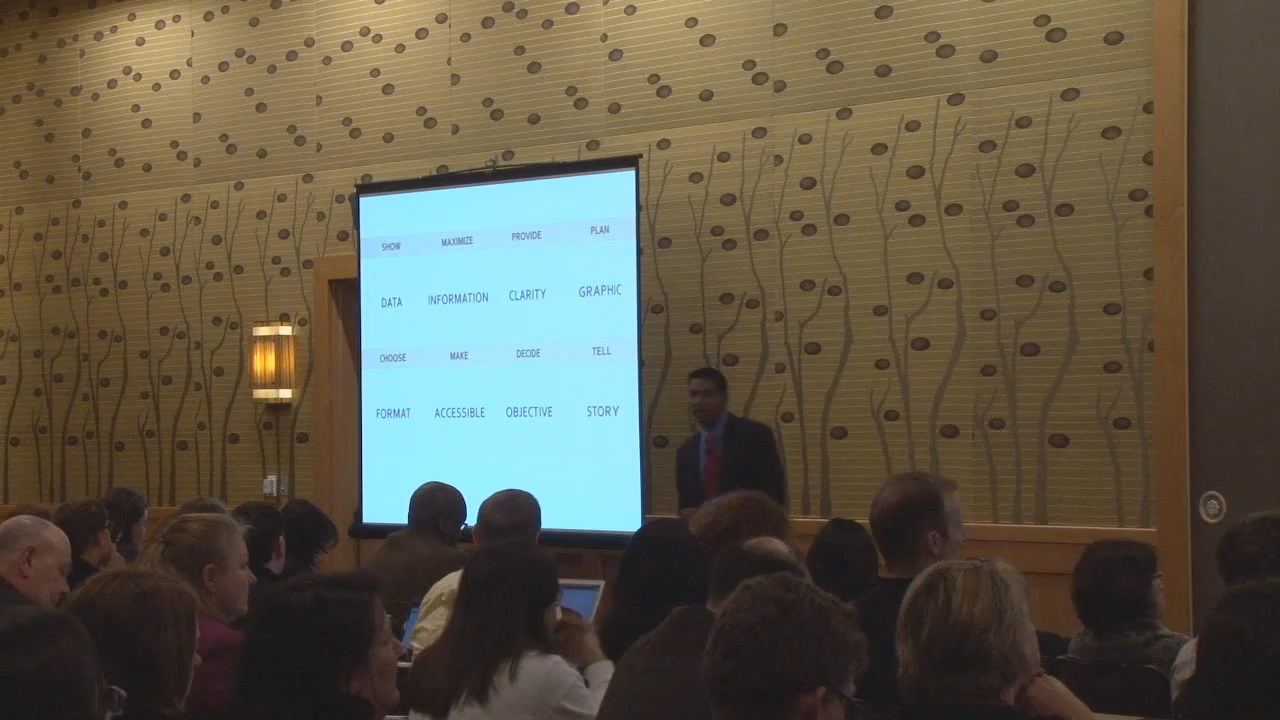 SHOW MAXIMIZE PROVIDE PLAN
DATA INFORMATION CLARITY GRAPHIC
CHOOSE MAKE DECIDE TELL
FORMAT ACCESSIBLE OBJECTIVE STORY